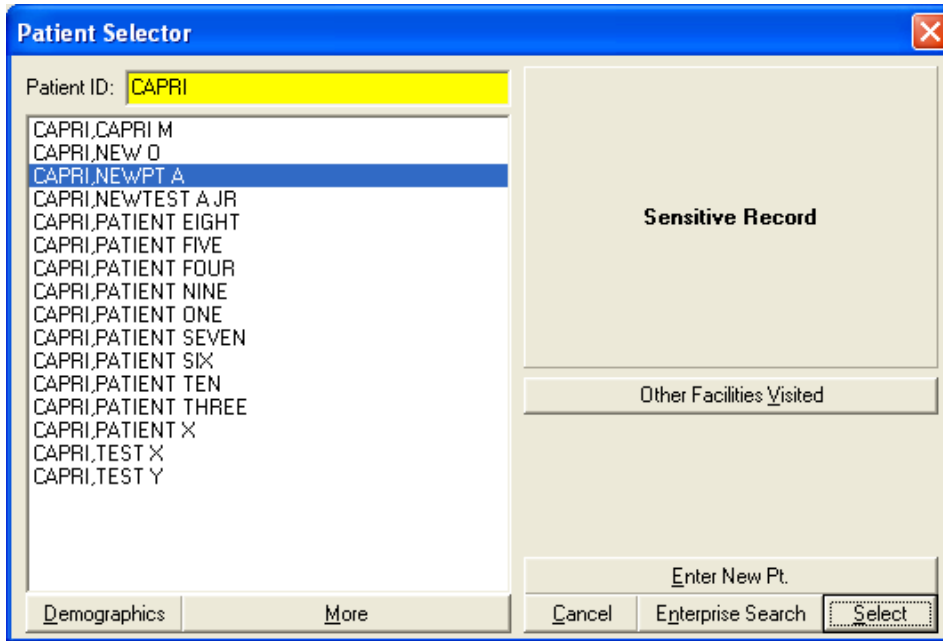 Patient Selector
Patient ID: CAPRI
CAPRI,CAPRI M
CAPRI,NEW O
CAPRI,NEWPT A
CAPRI,NEWTEST A JR
CAPRI,PATIENT EIGHT
CAPRI,PATIENT FIVE
CAPRI,PATIENT FOUR
CAPRI,PATIENT NINE
CAPRI,PATIENT ONE
CAPRI,PATIENT SEVEN
CAPRI,PATIENT SIX
CAPRI,PATIENT TEN
CAPRI,PATIENT THREE
CAPRI,PATIENT X
CAPRI,TEST X
CAPRI,TEST Y
Demographics More
Sensitive Record
Other Facilities Visited
Enter New Pt.
Cancel Enterprise Search Select